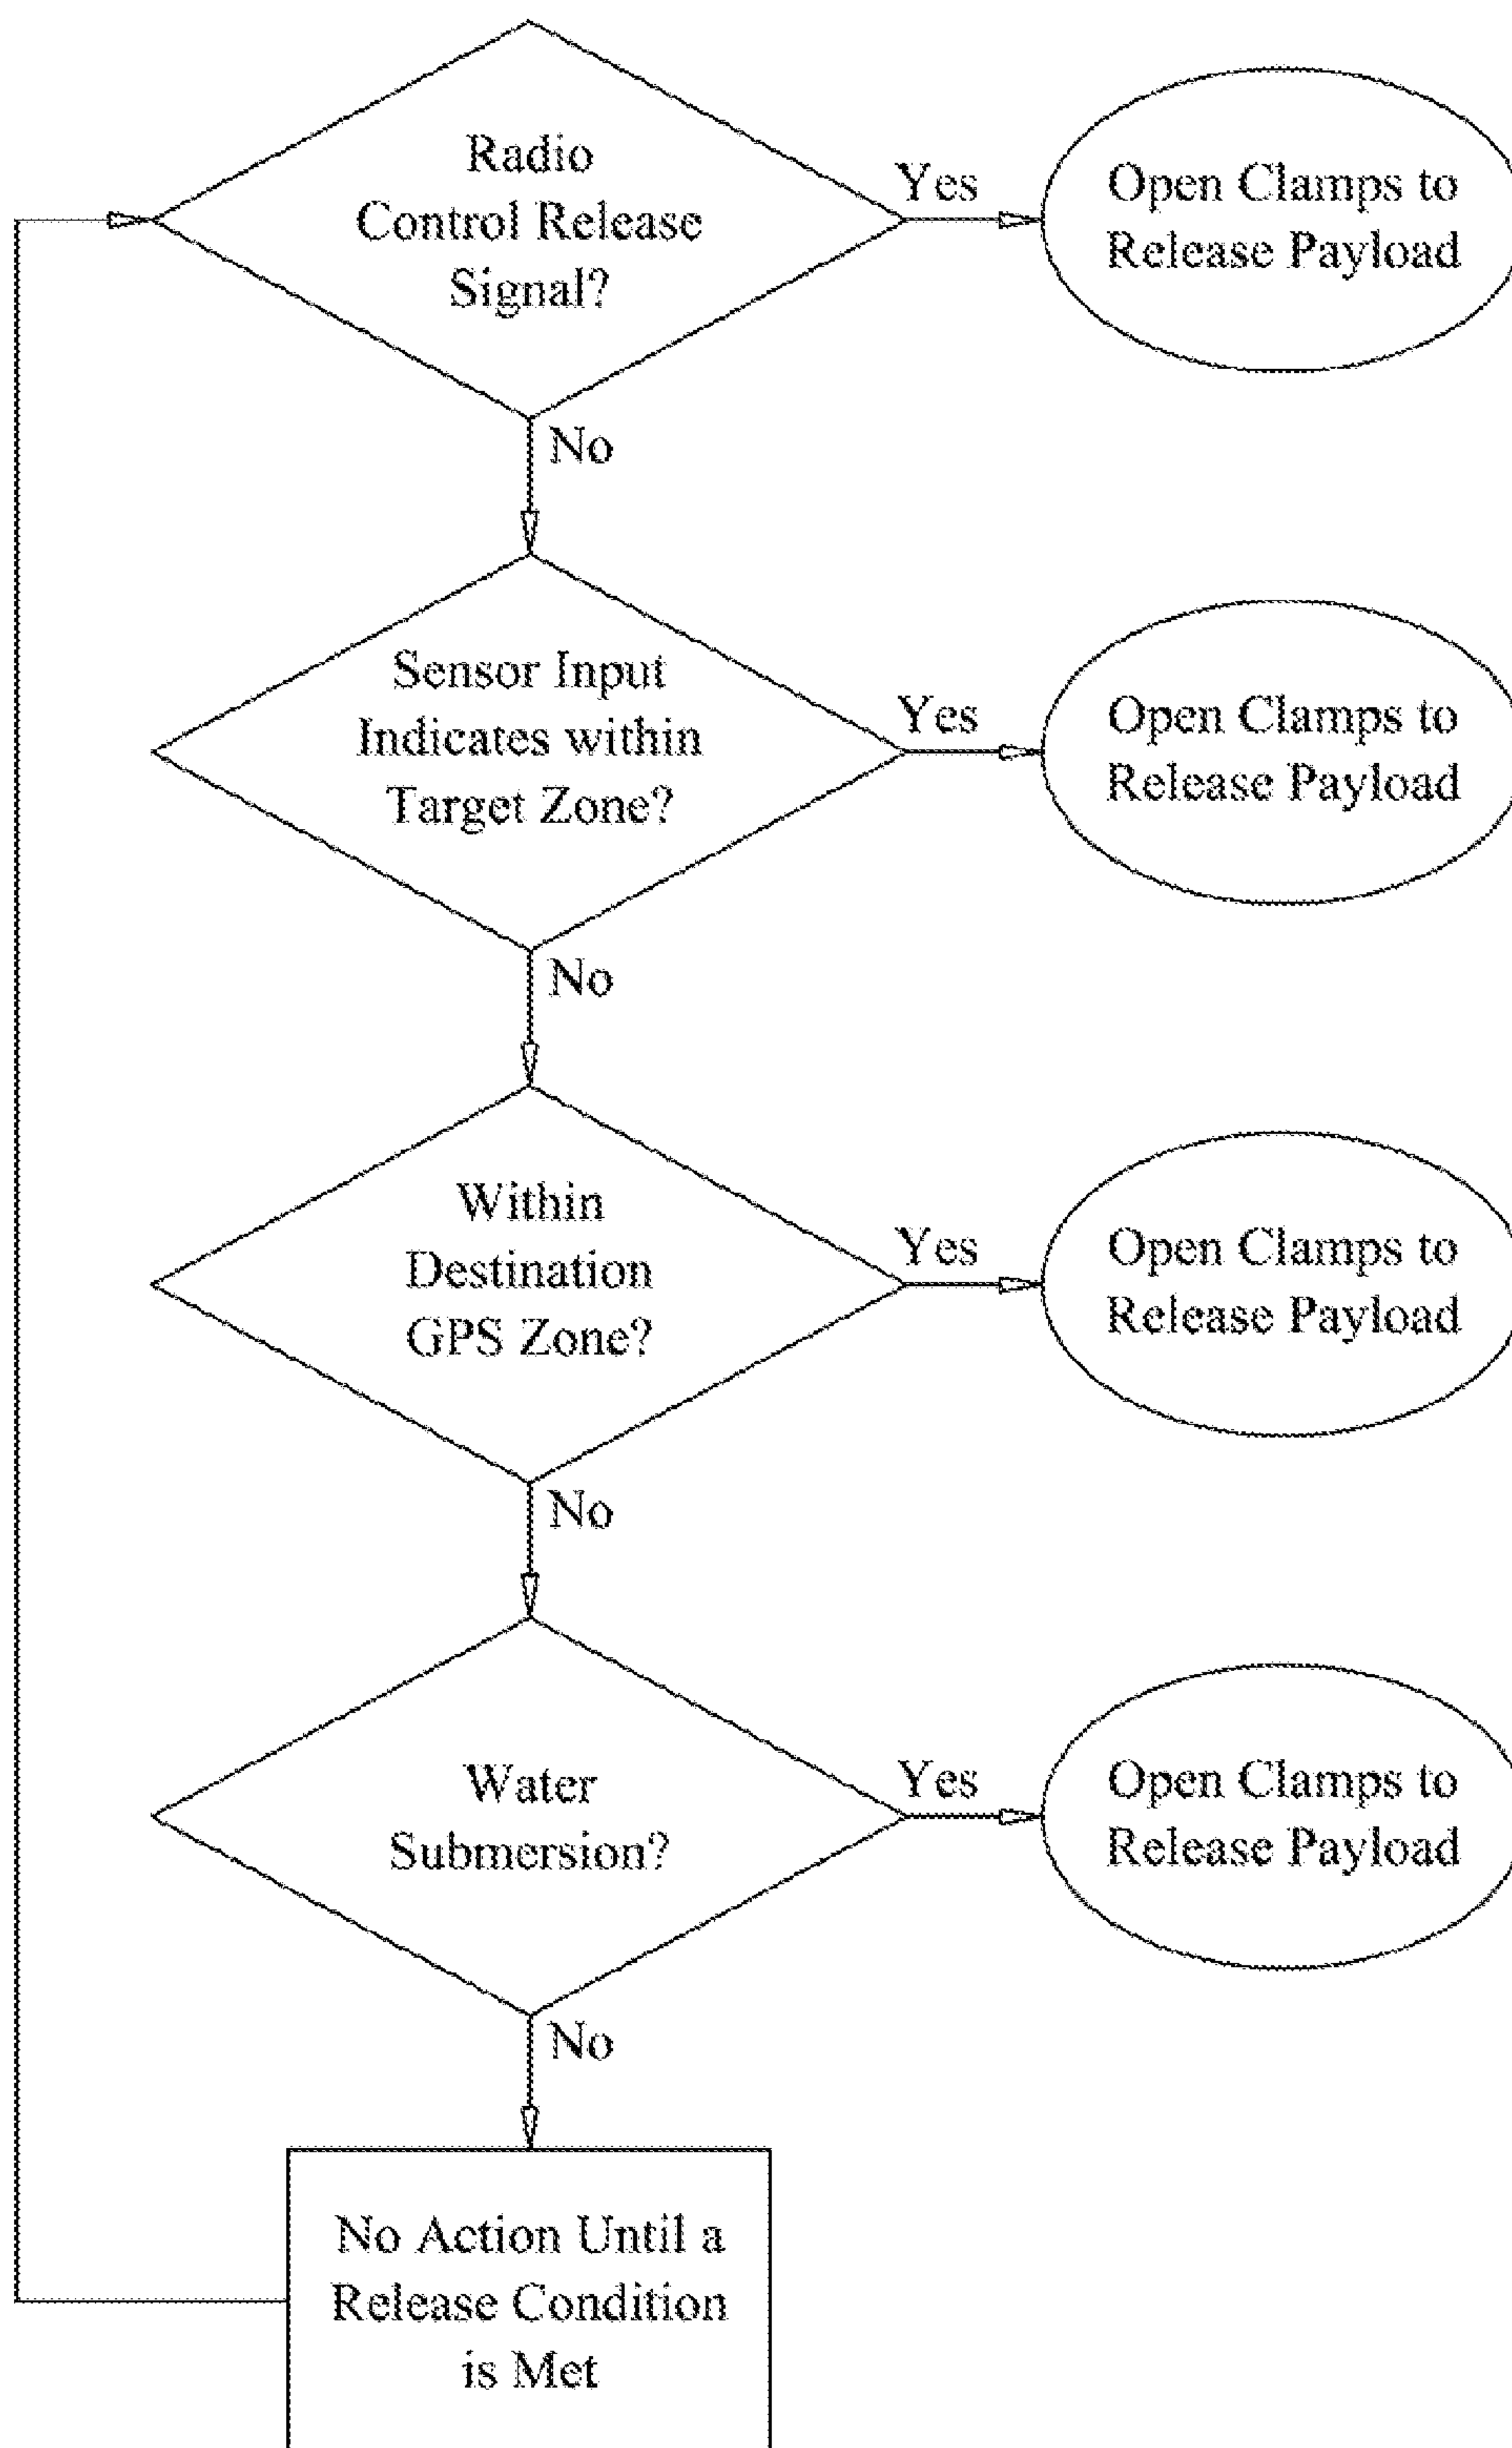 Radio
Control Release
Signal?
Yes
Open Clamps to
Release Payload
No
Sensor Input
Indicates within
Target Zone?
Yes
Open Clamps to
Release Payload
No
Within
Destination
GPS Zone?
Yes
Open Clamps to
Release Payload
No
Water
Submersion?
Yes
Open Clamps to
Release Payload
No
No Action Until a
Release Condition
is Met